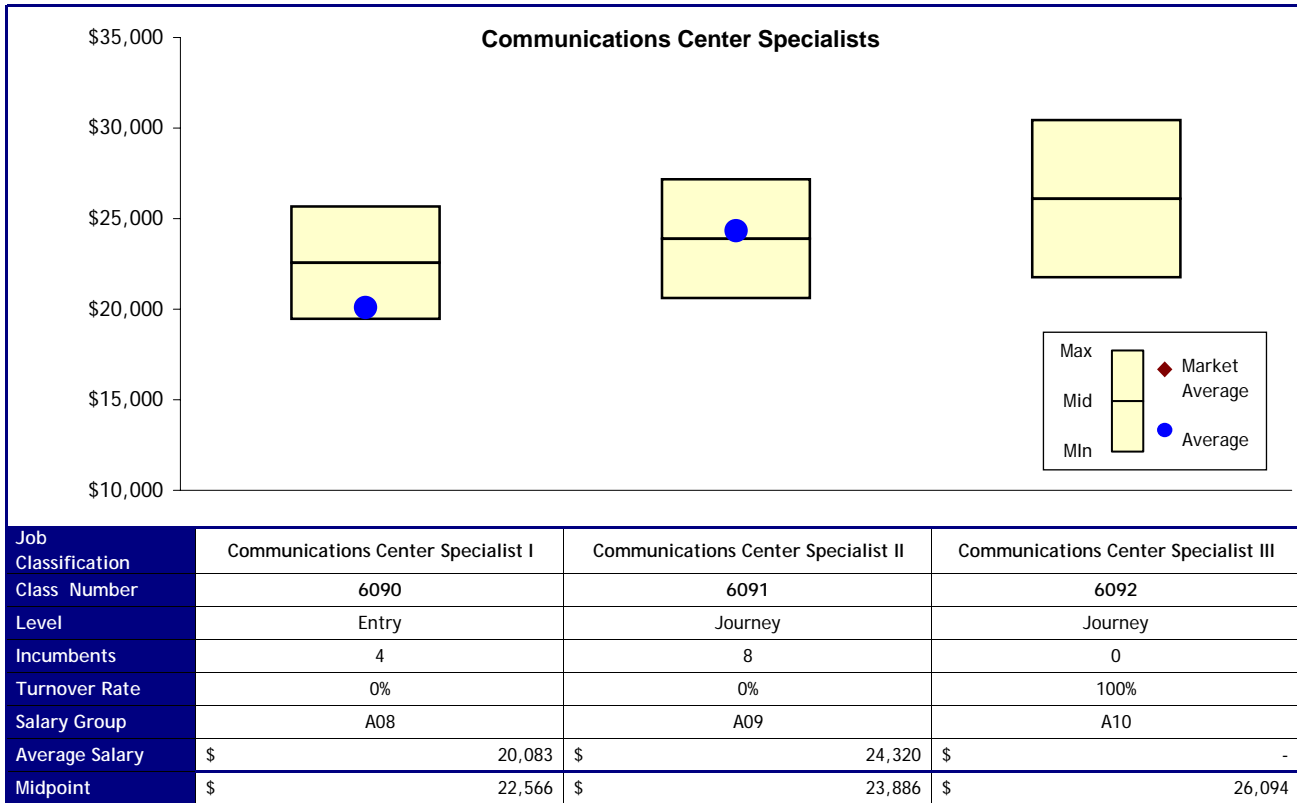 Communications Center Specialists
$35,000
$30,000
$25,000
$20,000
$15,000
$10,000
Max
Mid
MIn
Market
Average
Average
Job
Classification
Communications Center Specialist I
Communications Center Specialist II
Communications Center Specialist III
Class Number 6090 6091 6092
Level Entry Journey Journey
Incumbents 4 8 0
Turnover Rate 0% 0% 100%
Salary Group A08 A09 A10
Average Salary $ 20,083 $ 24,320 $ -
Midpoint $ 22,566 $ 23,886 $ 26,094